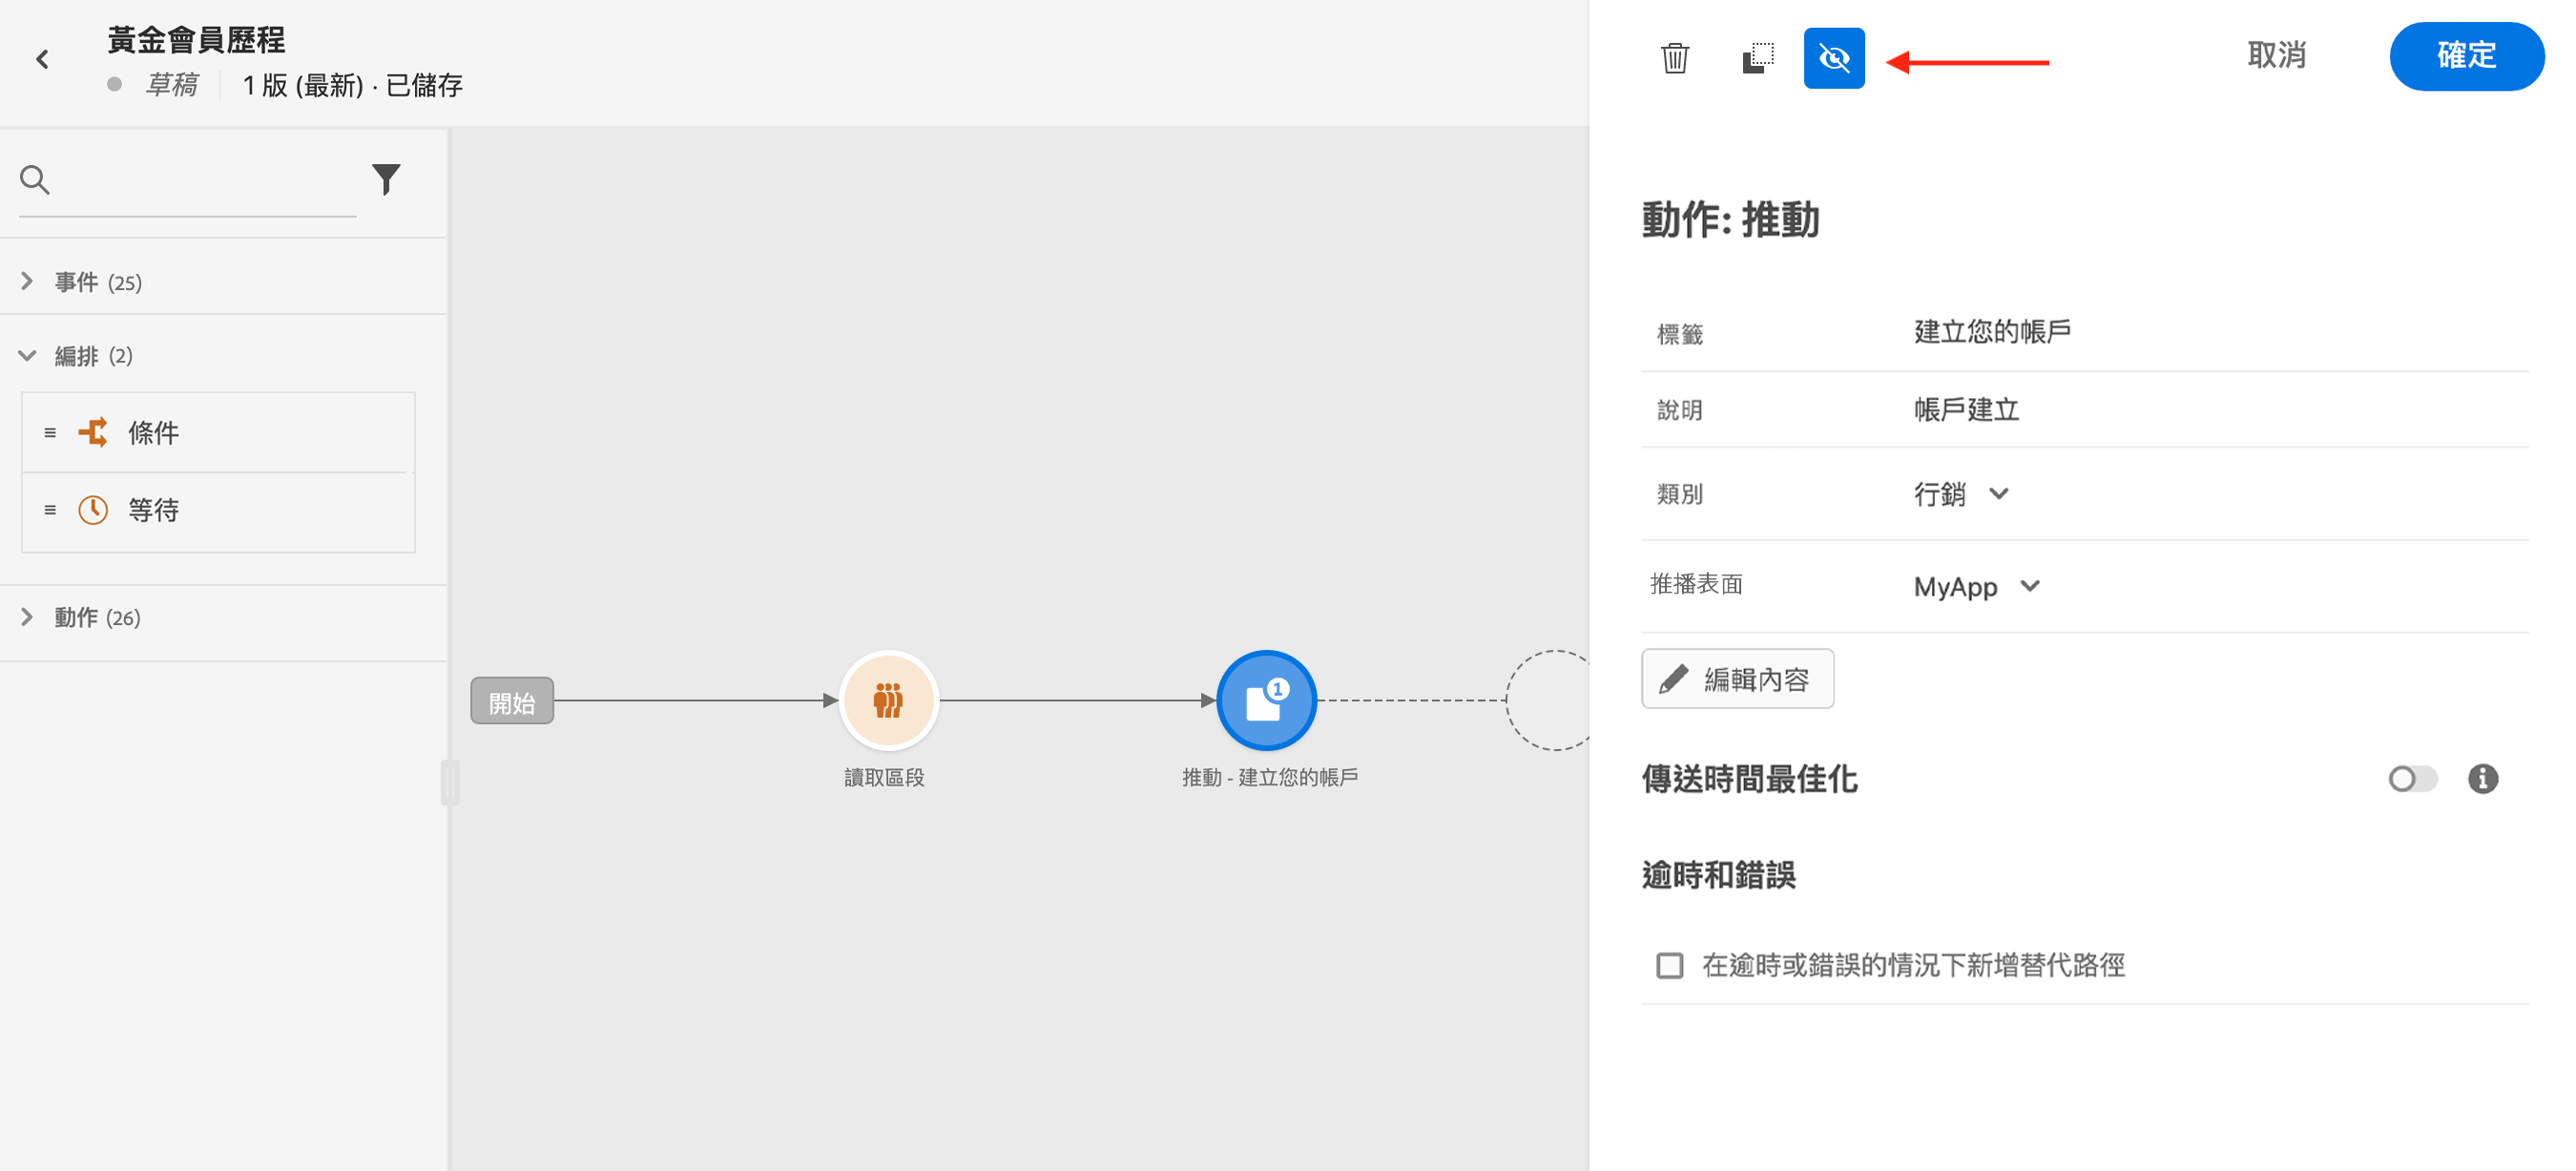 黃金會員歷程
草稿
1 版 (最新) · 已儲存
取消
確定
事件 (25)
編排 (2)
條件
等待
動作 (26)
開始
讀取區段
1
推動 - 建立您的帳戶
動作: 推動
標籤
建立您的帳戶
說明
帳戶建立
類別
行銷
推播表面
MyApp
編輯內容
傳送時間最佳化
逾時和錯誤
在逾時或錯誤的情況下新增替代路徑